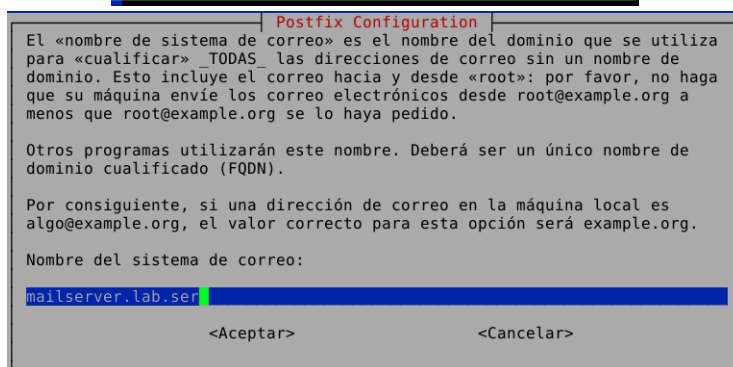 Postfix Configuration
El «nombre de sistema de correo» es el nombre del dominio que se utiliza
para «cualificar» _TODAS_ las direcciones de correo sin un nombre de
dominio. Esto incluye el correo hacia y desde «root»: por favor, no haga
que su máquina envíe los correo electrónicos desde root@example.org a
menos que root@example.org se lo haya pedido.
Otros programas utilizarán este nombre. Deberá ser un único nombre de
dominio cualificado (FQDN).
Por consiguiente, si una dirección de correo en la máquina local es
algo@example.org, el valor correcto para esta opción será example.org.
Nombre del sistema de correo:
mailserver.lab.ser
<Aceptar> <Cancelar>